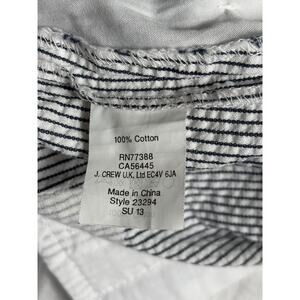 100% Cotton
RN77388
CA56445
J. CREW U.K, Ltd EC4V 6JA
Made in China
Style 23294
SU 13